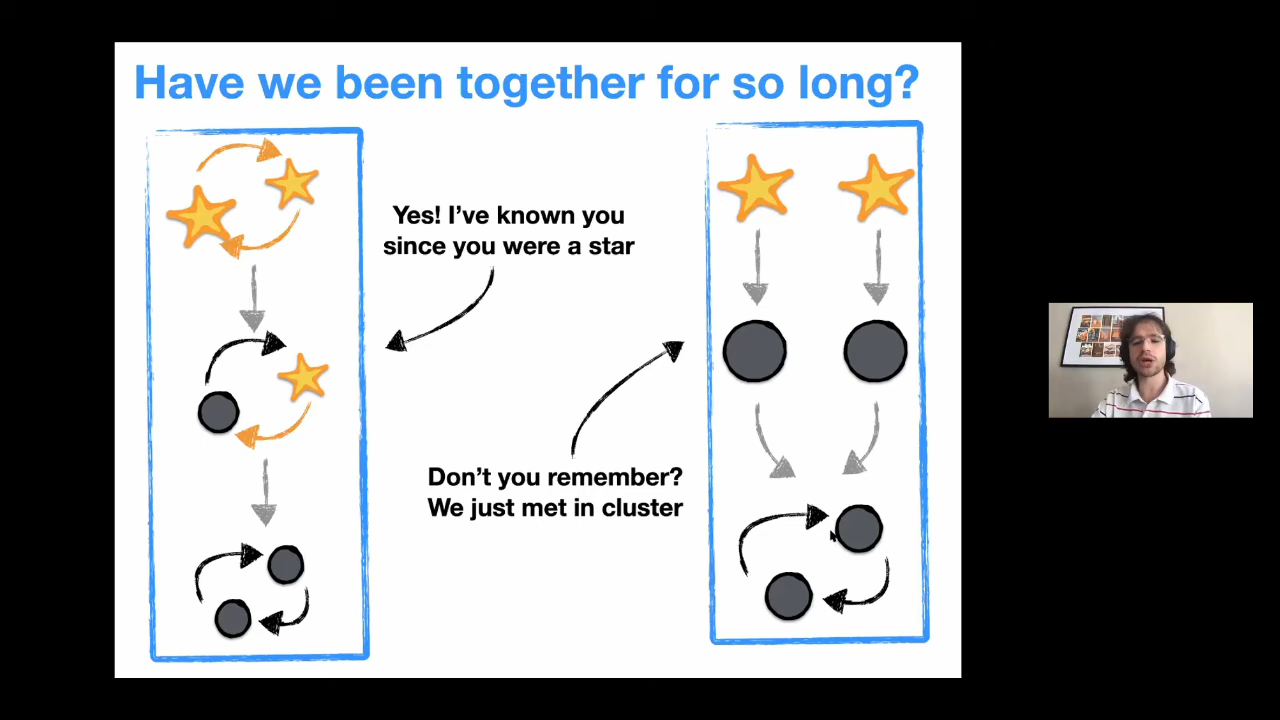 Have we been together for so long?
Yes! I've known you
since you were a star
Don't you remember?
We just met in cluster